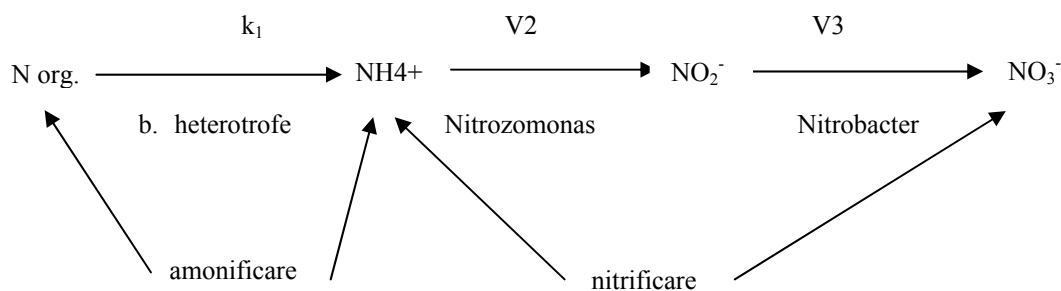 k₁ V2 V3
N org. NH4+ NO₂⁻ NO₃⁻
b. heterotrofe Nitrozomonas Nitrobacter
amonificare nitrificare